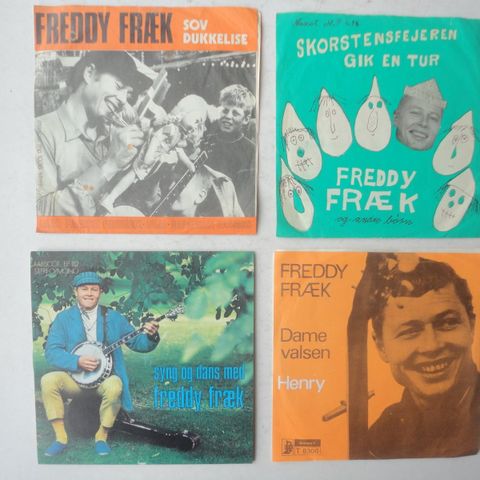 FREDDY FRÆK
SOV
DUKKELISE
SKORSTENSFEJEREN
GIK EN TUR
FREDDY
FRÆK
og andre børn
syng og dans med
freddy fræk
FREDDY
FRÆK
Dame
valsen
Henry
T 8306